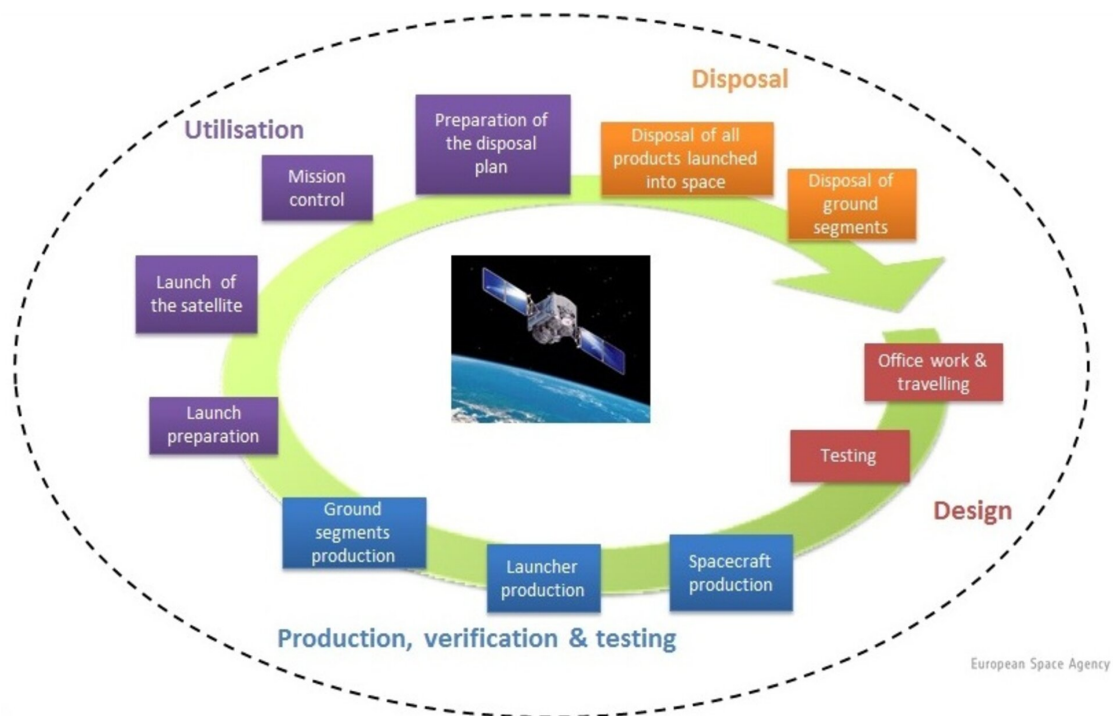 Disposal
Utilisation
Preparation of
the disposal
plan
Disposal of all
products launched
into space
Mission
control
Disposal of
ground
segments
Launch of
the satellite
Office work &
travelling
Launch
preparation
Testing
Ground
segments
production
Design
Launcher
production
Spacecraft
production
Production, verification & testing
European Space Agency